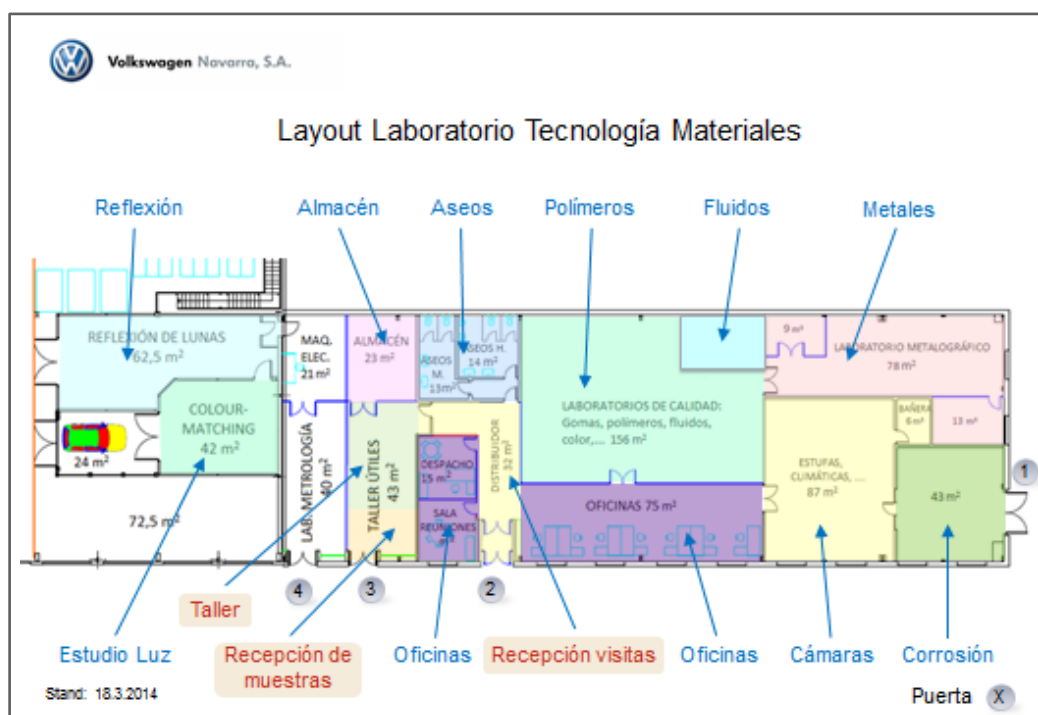 Volkswagen Navarra, S.A.
Layout Laboratorio Tecnología Materiales
Reflexión
Almacén
Aseos
Polímeros
Fluidos
Metales
REFLEXIÓN DE LUNAS
62,5 m²
MAQ.
ELEC.
21 m²
ALMACÉN
23 m²
ASEOS
M.
13m²
ASEOS H.
14 m²
9 m²
LABORATORIO METALOGRÁFICO
78 m²
COLOUR-
MATCHING
42 m²
24 m²
72,5 m²
LAB. METROLOGÍA
40 m²
TALLER ÚTILES
43 m²
DESPACHO
15 m²
SALA
REUNIONES
DISTRIBUIDOR
32 m²
LABORATORIOS DE CALIDAD:
Gomas, polímeros, fluidos,
color,... 156 m²
OFICINAS 75 m²
ESTUFAS,
CLIMÁTICAS, ...
87 m²
BAÑERA
6 m²
13 m²
43 m²
1
4
3
2
Taller
Estudio Luz
Recepción de
muestras
Oficinas
Recepción visitas
Oficinas
Cámaras
Corrosión
Stand: 18.3.2014
Puerta X